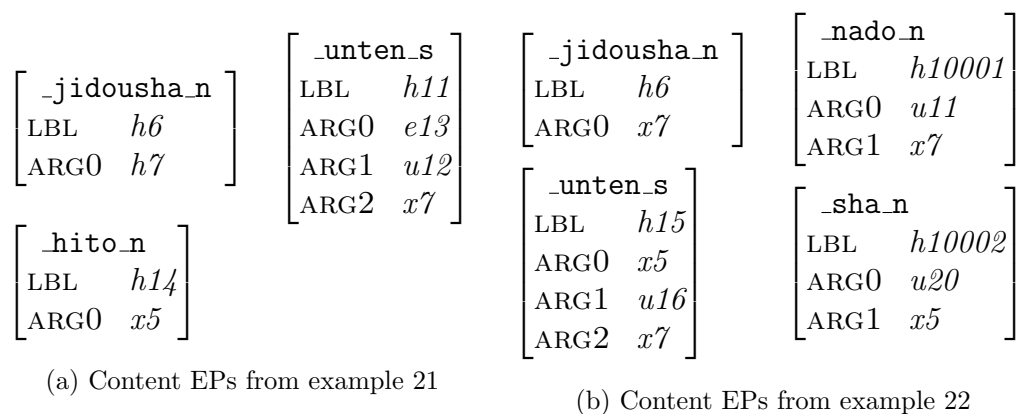 _jidousha_n
LBL h6
ARG0 h7
_unten_s
LBL h11
ARG0 e13
ARG1 u12
ARG2 x7
_hito_n
LBL h14
ARG0 x5
(a) Content EPs from example 21
_jidousha_n
LBL h6
ARG0 x7
_nado_n
LBL h10001
ARG0 u11
ARG1 x7
_unten_s
LBL h15
ARG0 x5
ARG1 u16
ARG2 x7
_sha_n
LBL h10002
ARG0 u20
ARG1 x5
(b) Content EPs from example 22